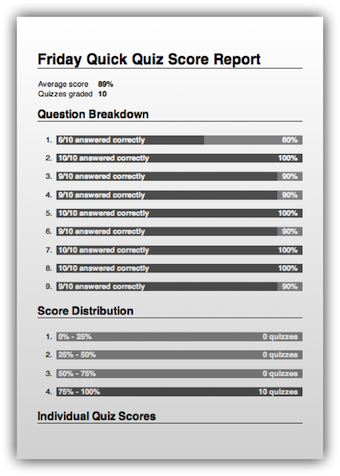 Friday Quick Quiz Score Report
Average score 89%
Quizzes graded 10
Question Breakdown
1. 6/10 answered correctly 60%
2. 10/10 answered correctly 100%
3. 9/10 answered correctly 90%
4. 9/10 answered correctly 90%
5. 10/10 answered correctly 100%
6. 9/10 answered correctly 90%
7. 10/10 answered correctly 100%
8. 10/10 answered correctly 100%
9. 9/10 answered correctly 90%
Score Distribution
1. 0% - 25% 0 quizzes
2. 25% - 50% 0 quizzes
3. 50% - 75% 0 quizzes
4. 75% - 100% 10 quizzes
Individual Quiz Scores